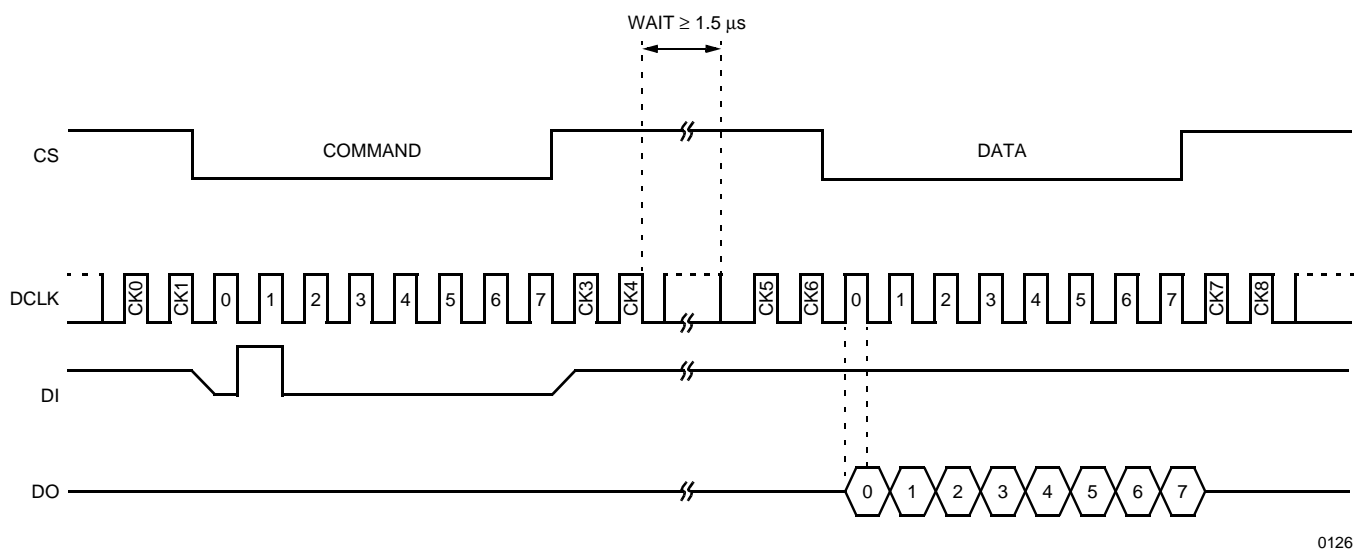 WAIT ≥ 1.5 μs
CS COMMAND DATA
DCLK CK0 CK1 0 1 2 3 4 5 6 7 CK3 CK4 CK5 CK6 0 1 2 3 4 5 6 7 CK7 CK8
DI
DO 0 1 2 3 4 5 6 7
0126